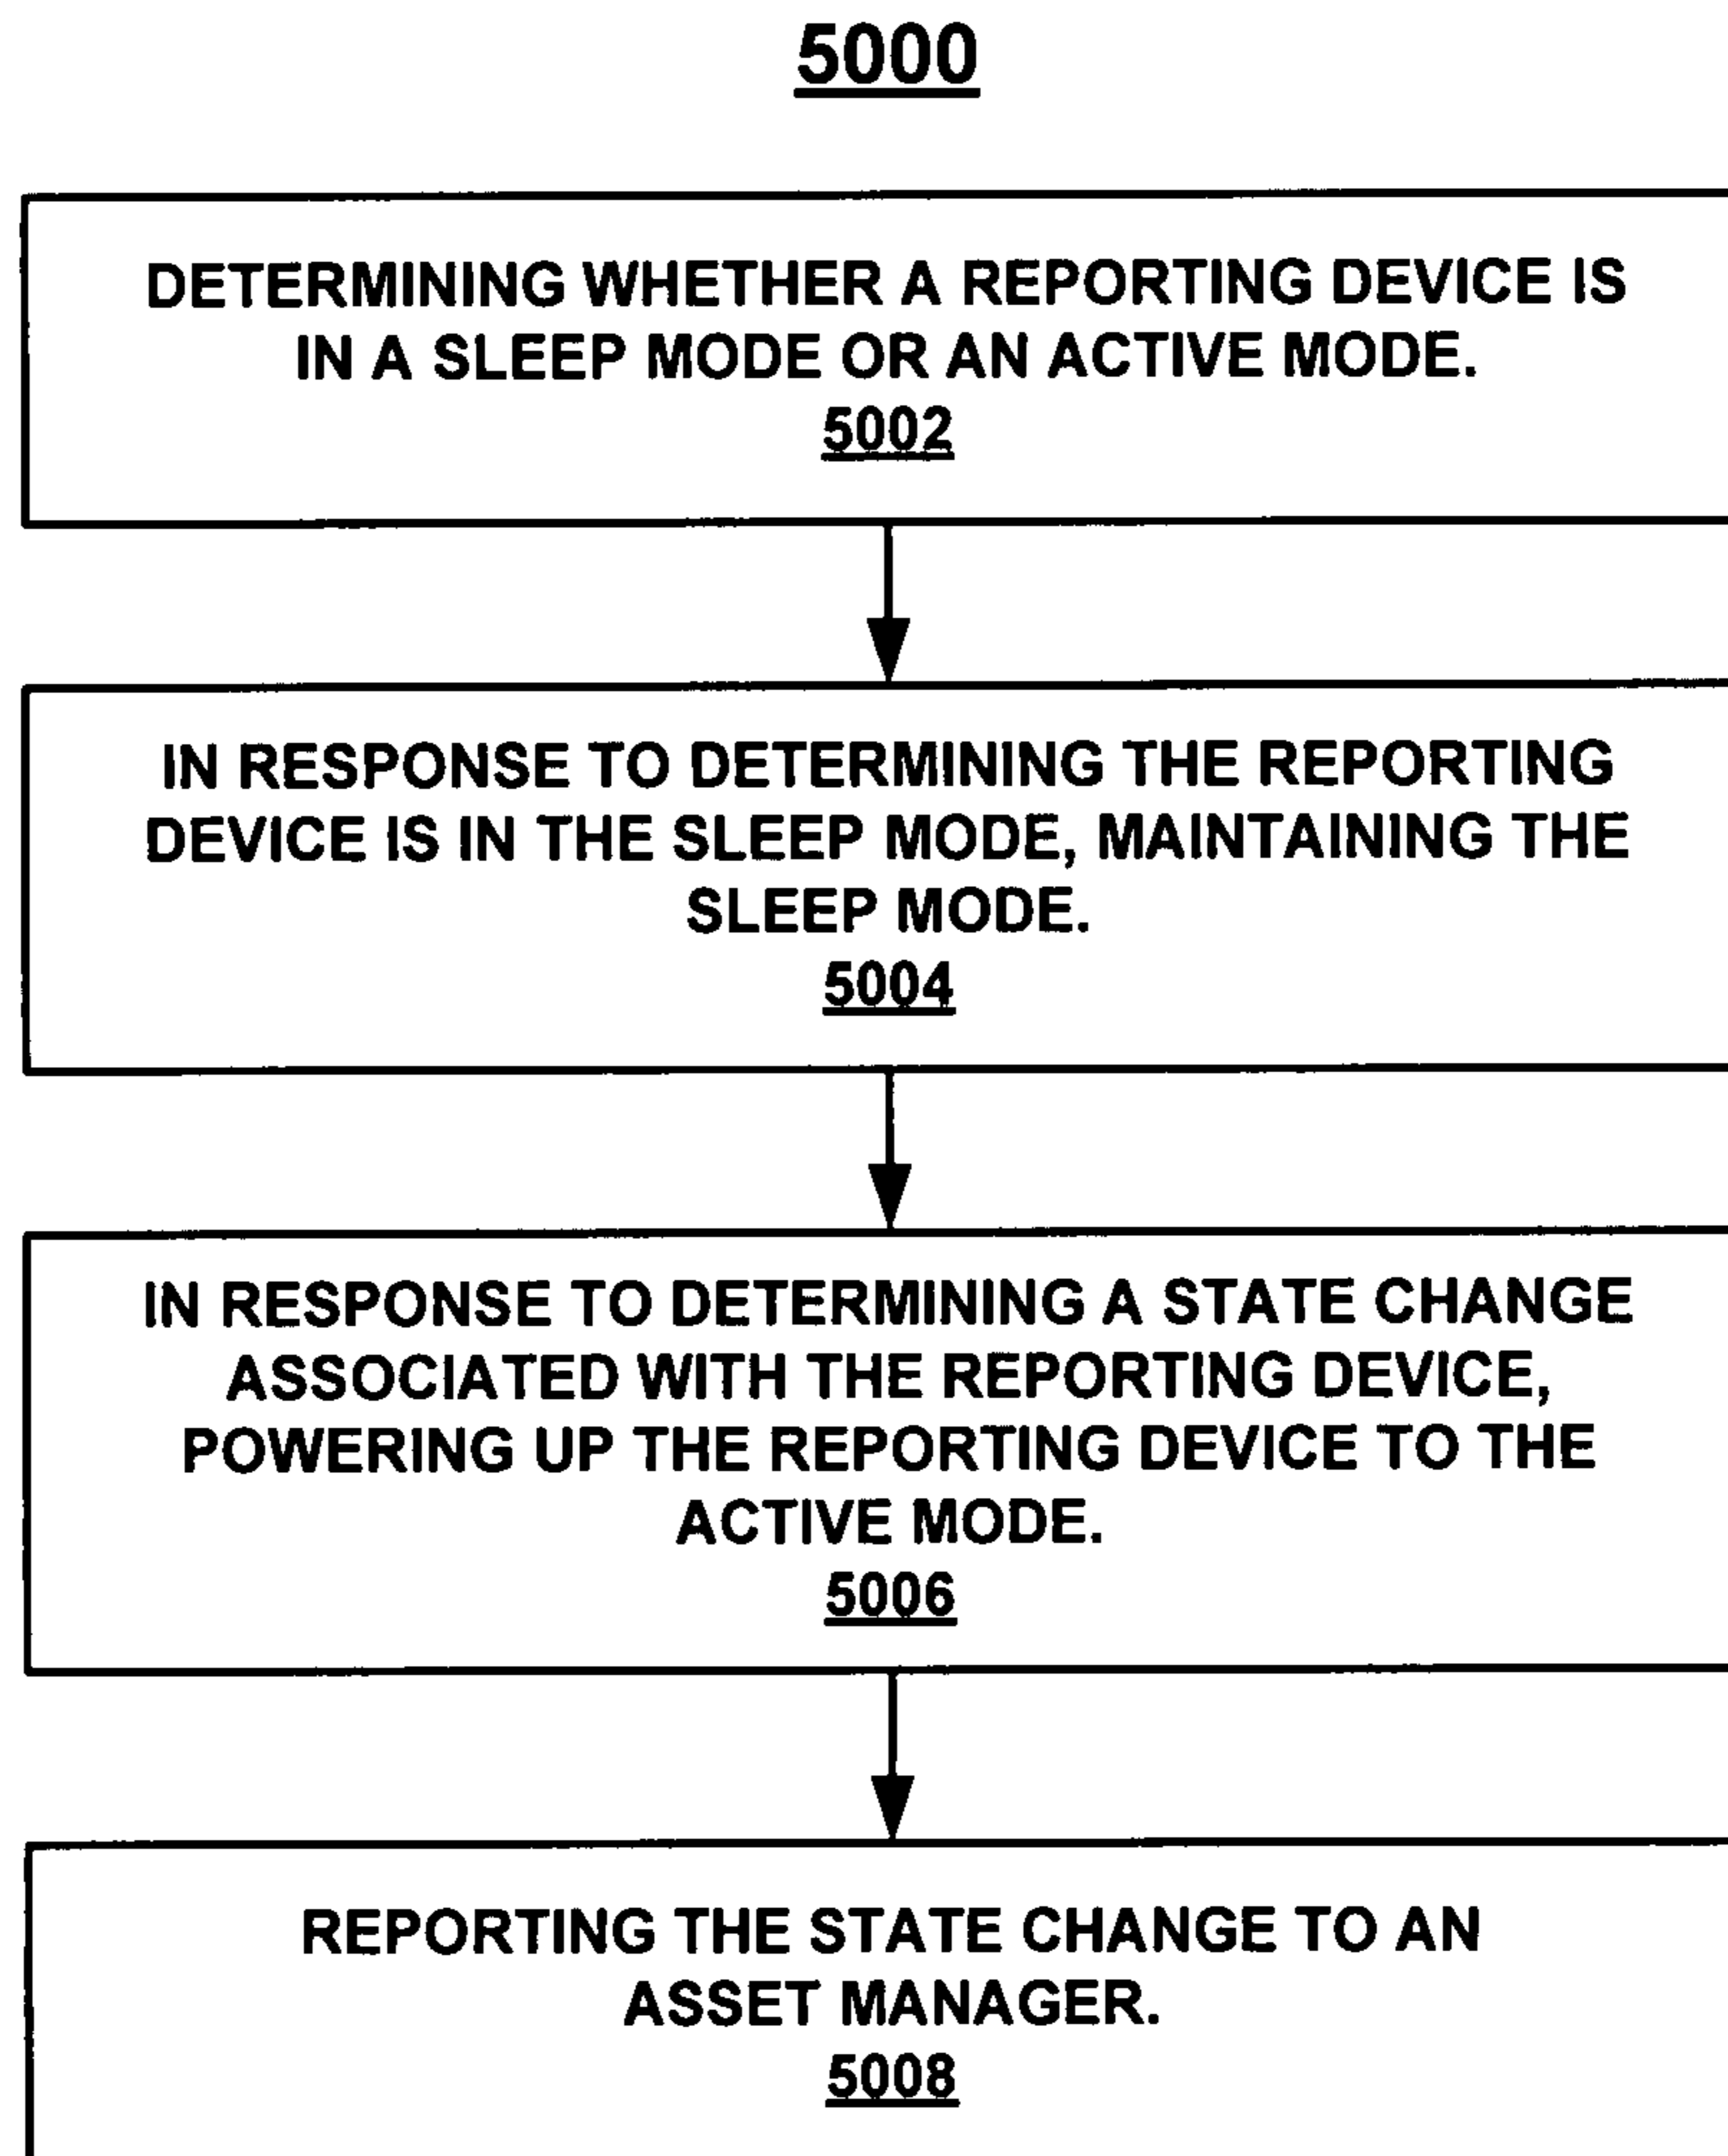 5000
DETERMINING WHETHER A REPORTING DEVICE IS
IN A SLEEP MODE OR AN ACTIVE MODE.
5002
IN RESPONSE TO DETERMINING THE REPORTING
DEVICE IS IN THE SLEEP MODE, MAINTAINING THE
SLEEP MODE.
5004
IN RESPONSE TO DETERMINING A STATE CHANGE
ASSOCIATED WITH THE REPORTING DEVICE,
POWERING UP THE REPORTING DEVICE TO THE
ACTIVE MODE.
5006
REPORTING THE STATE CHANGE TO AN
ASSET MANAGER.
5008